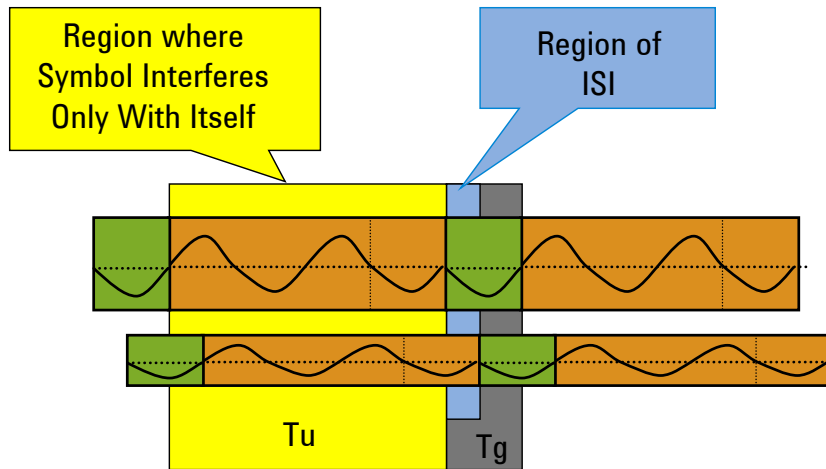 Region where
Symbol Interferes
Only With Itself
Region of
ISI
Tu
Tg